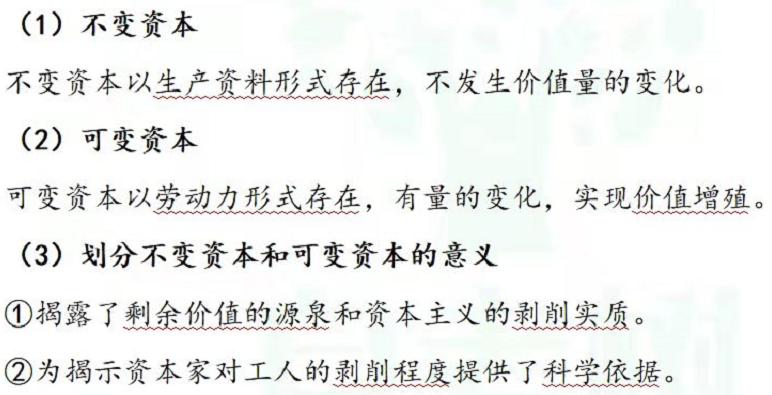 （1）不变资本
不变资本以生产资料形式存在，不发生价值量的变化。
（2）可变资本
可变资本以劳动力形式存在，有量的变化，实现价值增殖。
（3）划分不变资本和可变资本的意义
①揭露了剩余价值的源泉和资本主义的剥削实质。
②为揭示资本家对工人的剥削程度提供了科学依据。